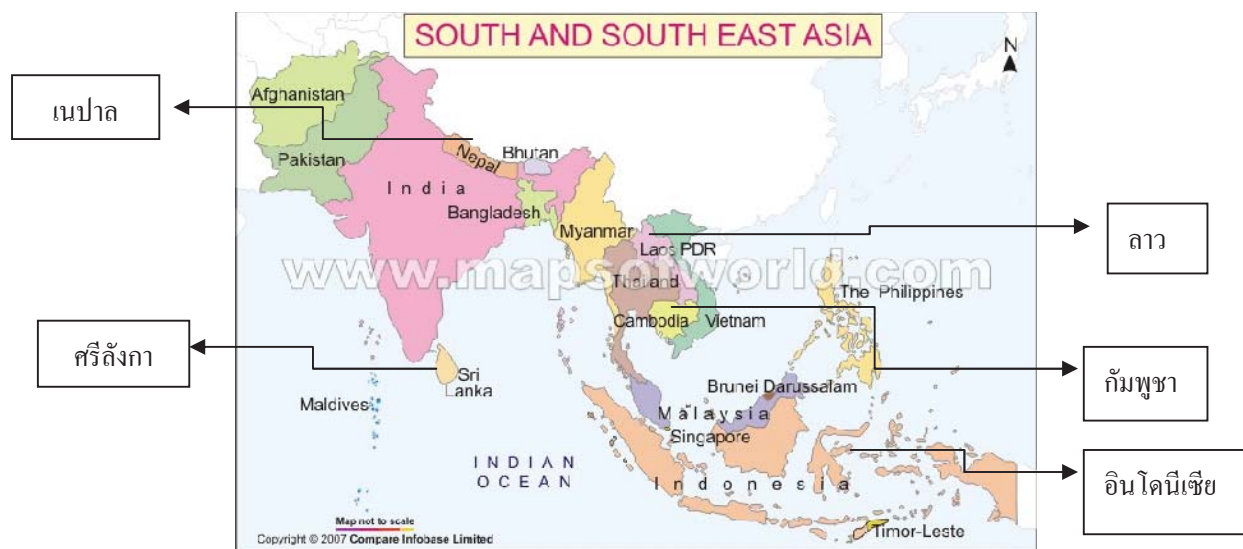 SOUTH AND SOUTH EAST ASIA
N
เนปาล
Afghanistan
Pakistan
Nepal
Bhutan
India
Bangladesh
Myanmar
Laos PDR
ลาว
www.mapsofworld.com
Thailand
The Philippines
Cambodia
Vietnam
ศรีลังกา
Sri
Lanka
Maldives
กัมพูชา
Brunei Darussalam
Malaysia
Singapore
INDIAN
OCEAN
Indonesia
อินโดนีเซีย
Timor-Leste
Map not to scale
Copyright © 2007 Compare Infobase Limited